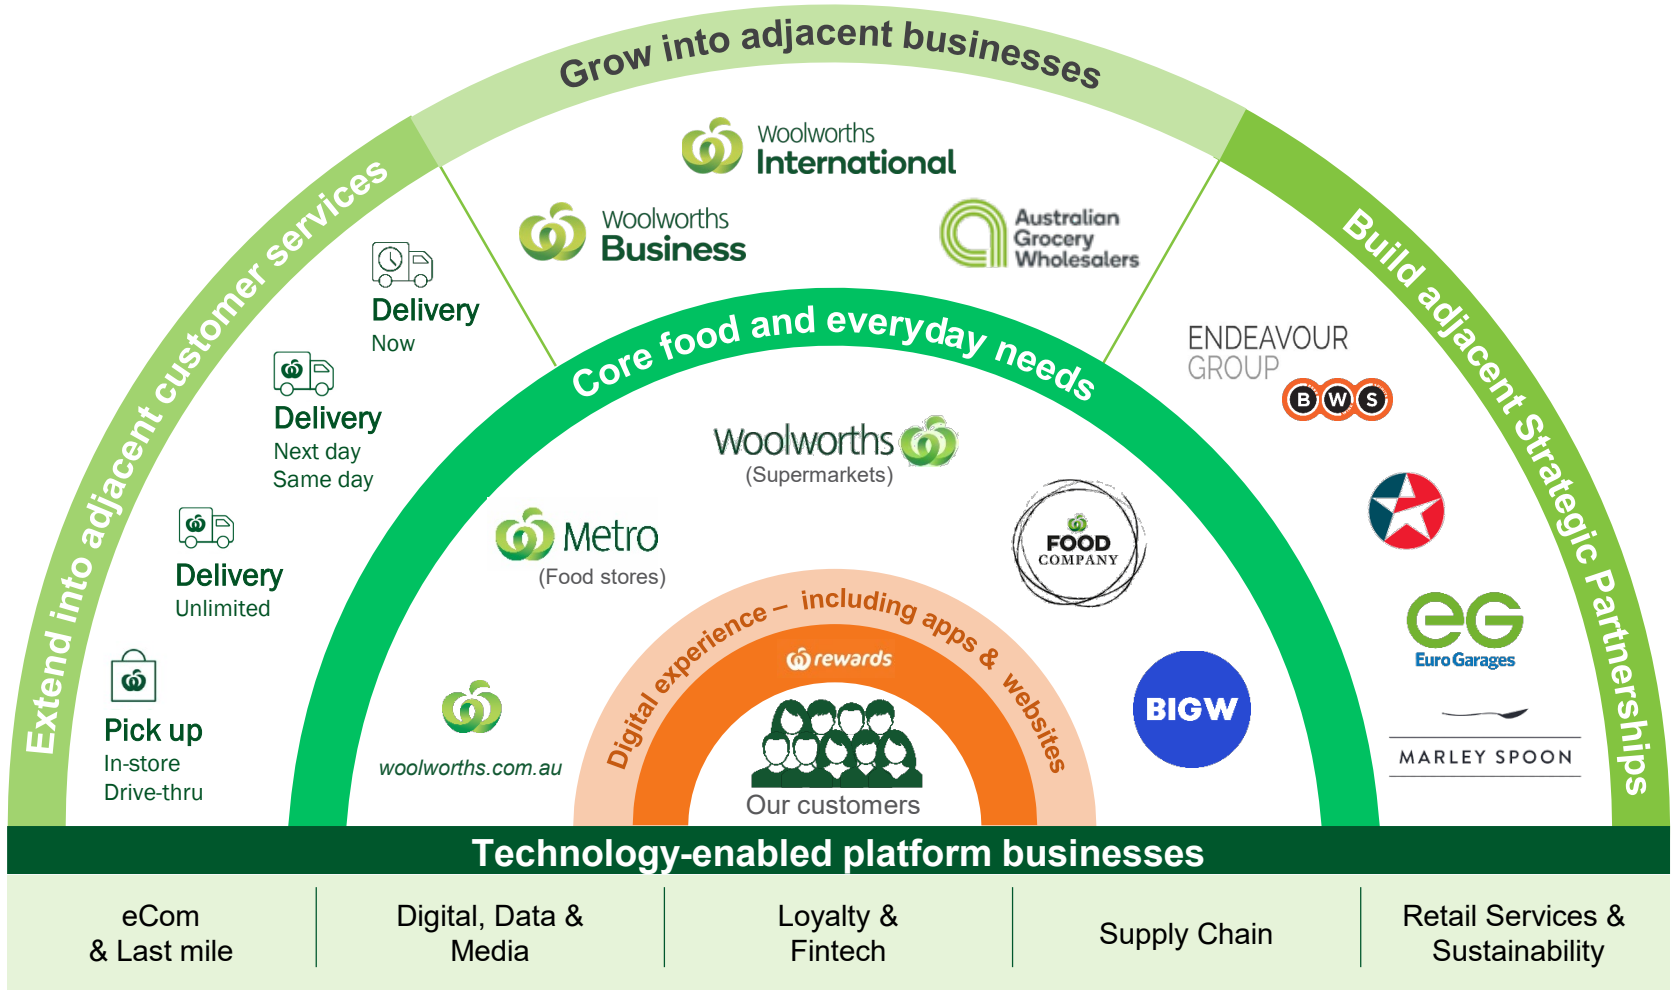 Grow into adjacent businesses
Woolworths
International
Woolworths
Business
Australian
Grocery
Wholesalers
Extend into adjacent customer services
Delivery
Now
Delivery
Next day
Same day
Delivery
Unlimited
Pick up
In-store
Drive-thru
Build adjacent Strategic Partnerships
ENDEAVOUR
GROUP
BWS
eG
Euro Garages
MARLEY SPOON
Core food and everyday needs
Woolworths
(Supermarkets)
Metro
(Food stores)
FOOD
COMPANY
woolworths.com.au
BIGW
Digital experience – including apps & websites
rewards
Our customers
Technology-enabled platform businesses
eCom
& Last mile
Digital, Data &
Media
Loyalty &
Fintech
Supply Chain
Retail Services &
Sustainability